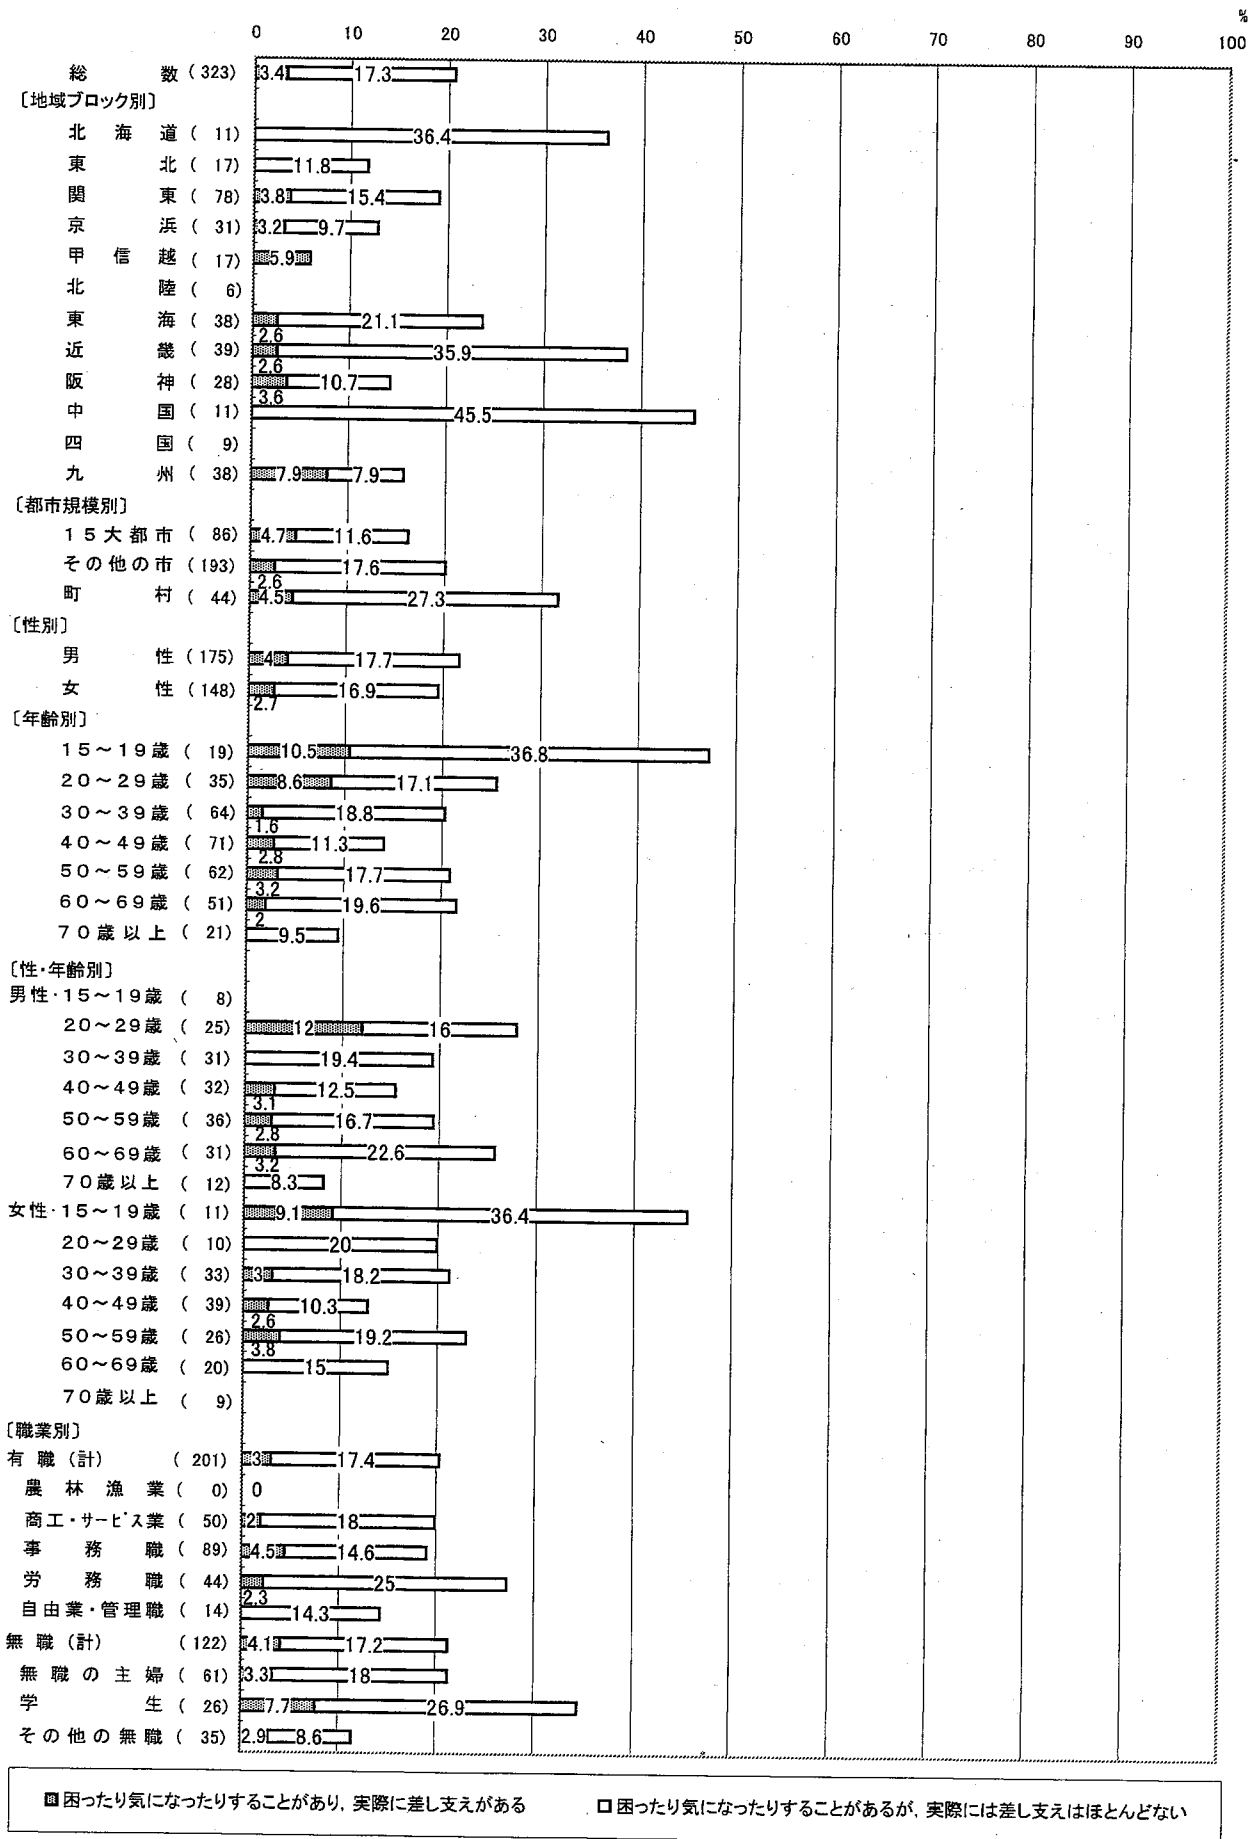 %
0 10 20 30 40 50 60 70 80 90 100
総数 (323) 3.4 17.3
〔地域ブロック別〕
北海道 ( 11) 36.4
東北 ( 17) 11.8
関東 ( 78) 3.8 15.4
京浜 ( 31) 3.2 9.7
甲信越 ( 17) 5.9
北陸 ( 6)
東海 ( 38) 2.6 21.1
近畿 ( 39) 2.6 35.9
阪神 ( 28) 3.6 10.7
中国 ( 11) 45.5
四国 ( 9)
九州 ( 38) 7.9 7.9
〔都市規模別〕
15大都市 ( 86) 4.7 11.6
その他の市 (193) 2.6 17.6
町村 ( 44) 4.5 27.3
〔性別〕
男性 (175) 4 17.7
女性 (148) 2.7 16.9
〔年齢別〕
15～19歳 ( 19) 10.5 36.8
20～29歳 ( 35) 8.6 17.1
30～39歳 ( 64) 1.6 18.8
40～49歳 ( 71) 2.8 11.3
50～59歳 ( 62) 3.2 17.7
60～69歳 ( 51) 2 19.6
70歳以上 ( 21) 9.5
〔性・年齢別〕
男性・15～19歳 ( 8)
20～29歳 ( 25) 12 16
30～39歳 ( 31) 19.4
40～49歳 ( 32) 3.1 12.5
50～59歳 ( 36) 2.8 16.7
60～69歳 ( 31) 3.2 22.6
70歳以上 ( 12) 8.3
女性・15～19歳 ( 11) 9.1 36.4
20～29歳 ( 10) 20
30～39歳 ( 33) 3 18.2
40～49歳 ( 39) 2.6 10.3
50～59歳 ( 26) 3.8 19.2
60～69歳 ( 20) 15
70歳以上 ( 9)
〔職業別〕
有職(計) ( 201) 3 17.4
農林漁業 ( 0) 0
商工・サービス業 ( 50) 2 18
事務職 ( 89) 4.5 14.6
労務職 ( 44) 2.3 25
自由業・管理職 ( 14) 14.3
無職(計) (122) 4.1 17.2
無職の主婦 ( 61) 3.3 18
学生 ( 26) 7.7 26.9
その他の無職 ( 35) 2.9 8.6
困ったり気になったりすることがあり，実際に差し支えがある 困ったり気になったりすることがあるが，実際には差し支えはほとんどない